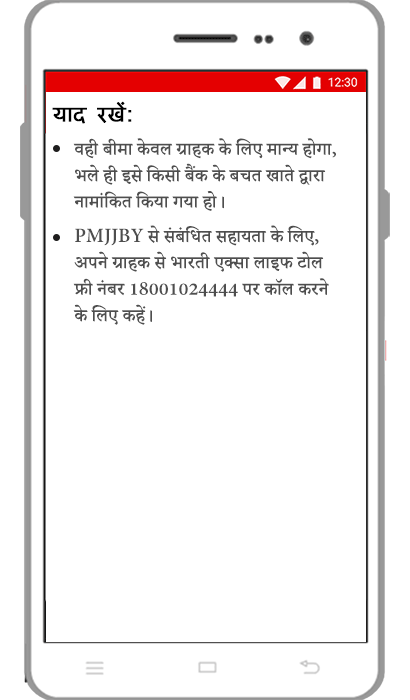 12:30
याद रखें:
• वही बीमा केवल ग्राहक के लिए मान्य होगा,
भले ही इसे किसी बैंक के बचत खाते द्वारा
नामांकित किया गया हो।
• PMJJBY से संबंधित सहायता के लिए,
अपने ग्राहक से भारती एक्सा लाइफ टोल
फ्री नंबर 18001024444 पर कॉल करने
के लिए कहें।